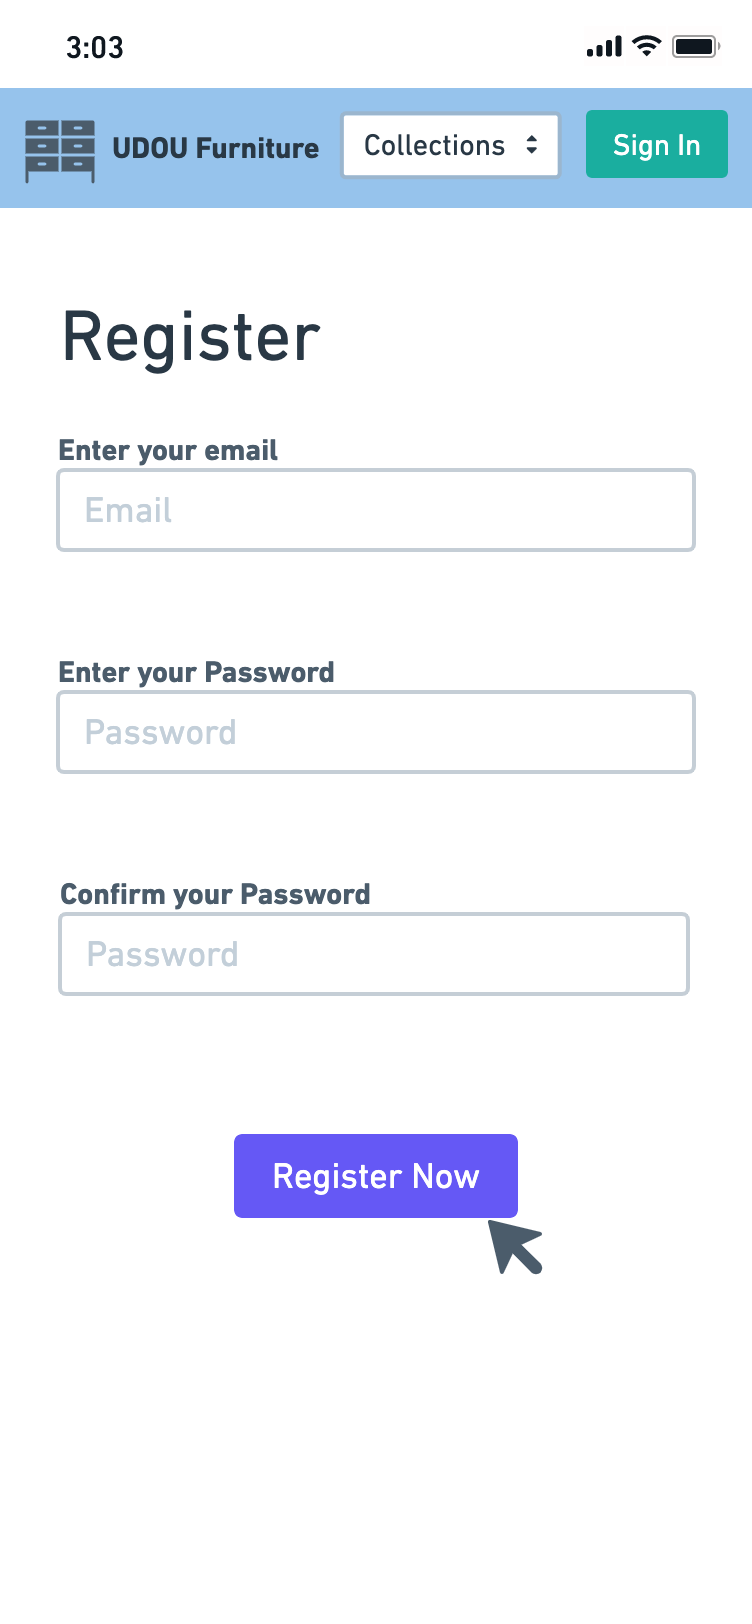 3:03
UDOU Furniture
Collections
Sign In
Register
Enter your email
Email
Enter your Password
Password
Confirm your Password
Password
Register Now